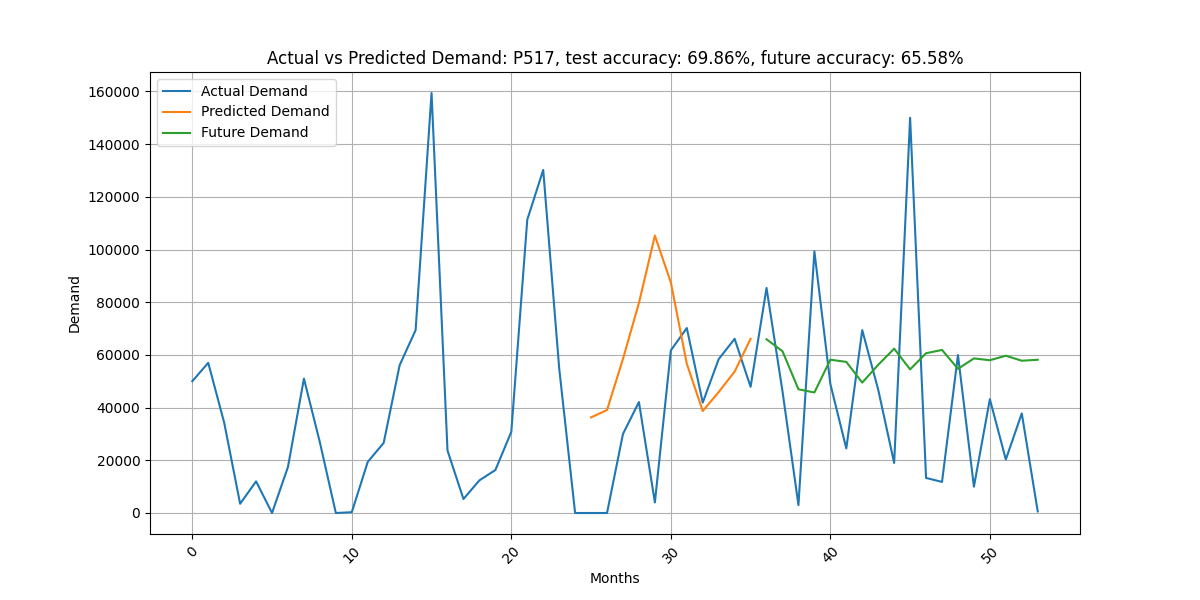 Actual vs Predicted Demand: P517, test accuracy: 69.86%, future accuracy: 65.58%
Actual Demand
Predicted Demand
Future Demand
160000
140000
120000
100000
80000
60000
40000
20000
0
Demand
0 10 20 30 40 50
Months